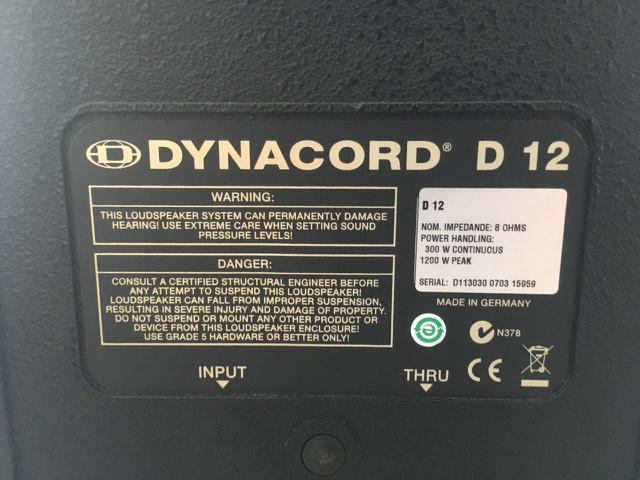 DYNACORD® D 12
WARNING:
THIS LOUDSPEAKER SYSTEM CAN PERMANENTLY DAMAGE
HEARING! USE EXTREME CARE WHEN SETTING SOUND
PRESSURE LEVELS!
DANGER:
CONSULT A CERTIFIED STRUCTURAL ENGINEER BEFORE
ANY ATTEMPT TO SUSPEND THIS LOUDSPEAKER!
LOUDSPEAKER CAN FALL FROM IMPROPER SUSPENSION,
RESULTING IN SEVERE INJURY AND DAMAGE OF PROPERTY.
DO NOT SUSPEND OR MOUNT ANY OTHER PRODUCT OR
DEVICE FROM THIS LOUDSPEAKER ENCLOSURE!
USE GRADE 5 HARDWARE OR BETTER ONLY!
D 12
NOM. IMPEDANDE: 8 OHMS
POWER HANDLING:
300 W CONTINUCUS
1200 W PEAK
SERIAL: D113030 0703 15959
MADE IN GERMANY
N378
INPUT
THRU CE